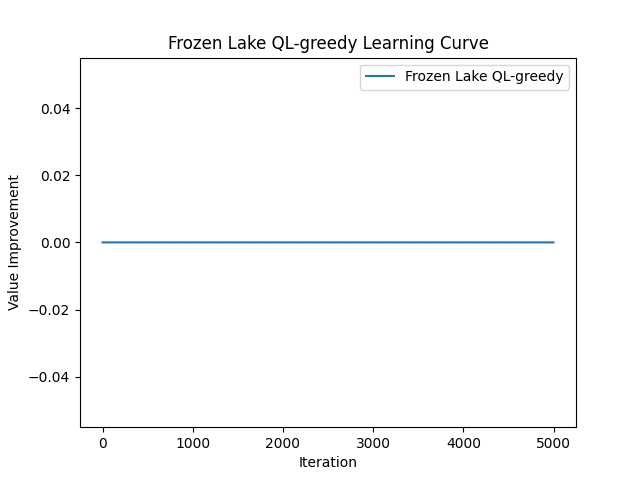 Frozen Lake QL-greedy Learning Curve
Frozen Lake QL-greedy
0.04
0.02
0.00
−0.02
−0.04
Value Improvement
0 1000 2000 3000 4000 5000
Iteration